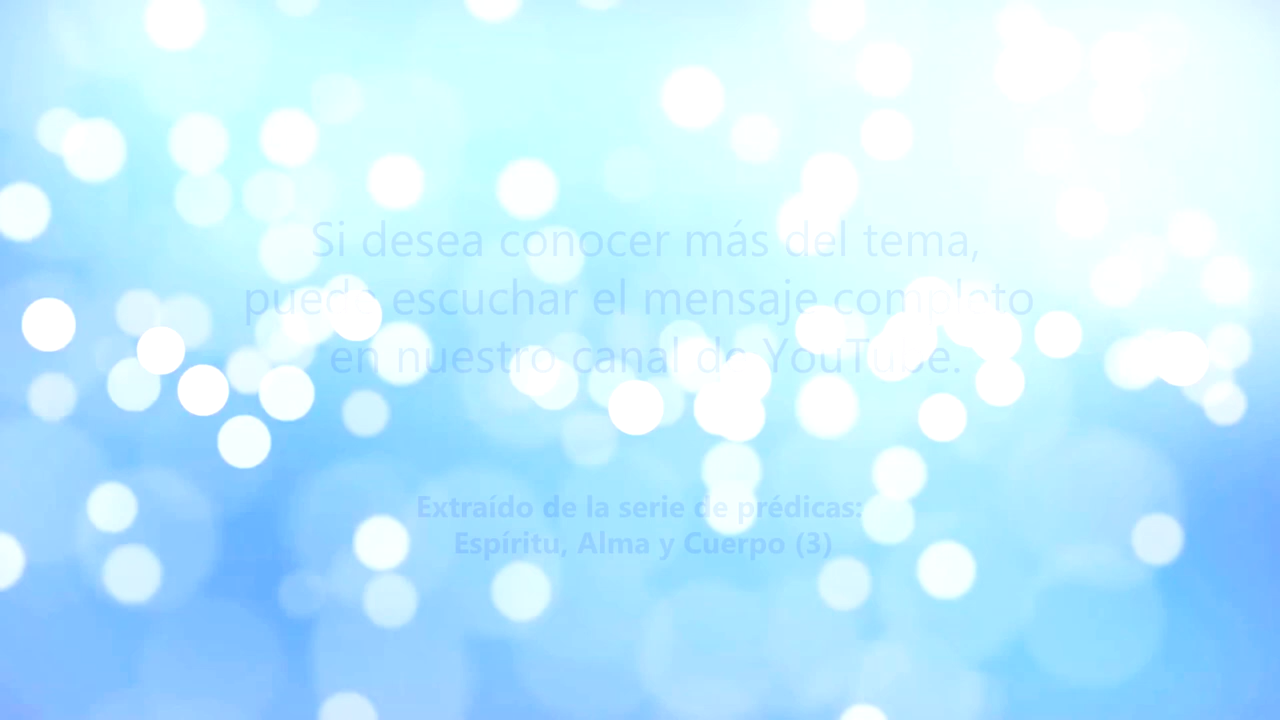 Si desea conocer más del tema,
puede escuchar el mensaje completo
en nuestro canal de YouTube.
Extraído de la serie de prédicas:
Espíritu, Alma y Cuerpo (3)